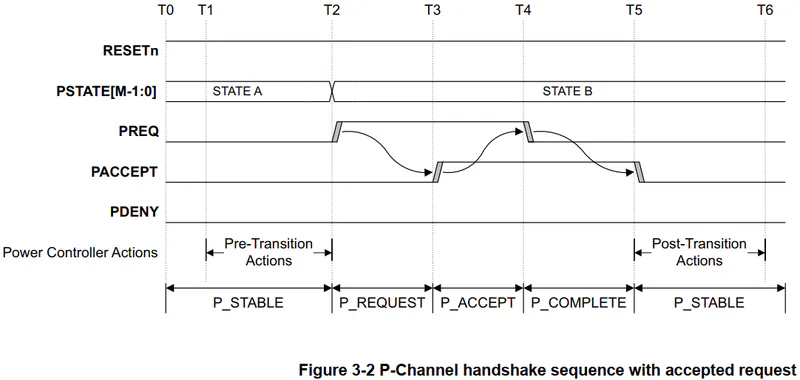 T0 T1 T2 T3 T4 T5 T6
RESETn
PSTATE[M-1:0] STATE A STATE B
PREQ
PACCEPT
PDENY
Power Controller Actions Pre-Transition Actions Post-Transition Actions
P_STABLE P_REQUEST P_ACCEPT P_COMPLETE P_STABLE
Figure 3-2 P-Channel handshake sequence with accepted request